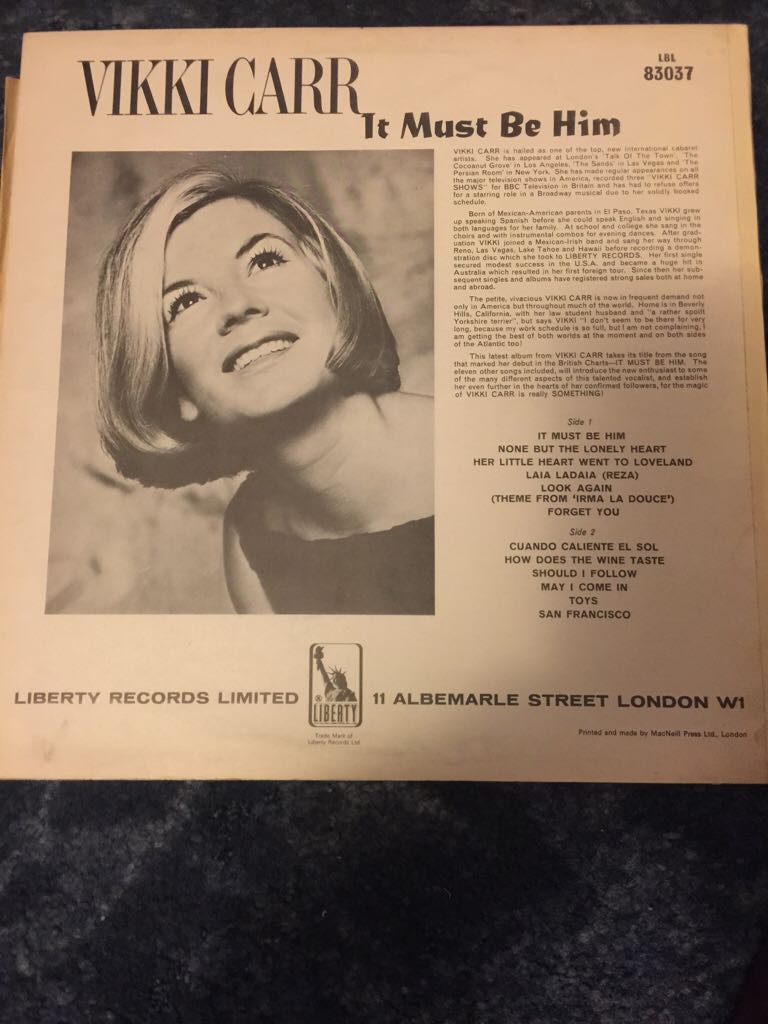 VIKKI CARR
LBL
83037
It Must Be Him
VIKKI CARR is hailed as one of the top, new international cabaret
artists. She has appeared at London's 'Talk Of The Town', 'The
Cocoanut Grove' in Los Angeles, 'The Sands' in Las Vegas and 'The
Persian Room' in New York. She has made regular appearances on all
the major television shows in America, recorded three "VIKKI CARR
SHOWS" for BBC Television in Britain and has had to refuse offers
for a starring role in a Broadway musical due to her solidly booked
schedule.
Born of Mexican-American parents in El Paso, Texas VIKKI grew
up speaking Spanish before she could speak English and singing in
both languages for her family. At school and college she sang in the
choirs and with instrumental combos for evening dances. After grad-
uation VIKKI joined a Mexican-Irish band and sang her way through
Reno, Las Vegas, Lake Tahoe and Hawaii before recording a demon-
stration disc which she took to LIBERTY RECORDS. Her first single
secured modest success in the U.S.A. and became a huge hit in
Australia which resulted in her first foreign tour. Since then her sub-
sequent singles and albums have registered strong sales both at home
and abroad.
The petite, vivacious VIKKI CARR is now in frequent demand not
only in America but throughout much of the world. Home is in Beverly
Hills, California, with her law student husband and "a rather spoilt
Yorkshire terrier", but says VIKKI "I don't seem to be there for very
long, because my work schedule is so full, but I am not complaining, I
am getting the best of both worlds at the moment and on both sides
of the Atlantic too!
This latest album from VIKKI CARR takes its title from the song
that marked her debut in the British Charts—IT MUST BE HIM. The
eleven other songs included, will introduce the new enthusiast to some
of the many different aspects of this talented vocalist, and establish
her even further in the hearts of her confirmed followers, for the magic
of VIKKI CARR is really SOMETHING!
Side 1
IT MUST BE HIM
NONE BUT THE LONELY HEART
HER LITTLE HEART WENT TO LOVELAND
LAIA LADAIA (REZA)
LOOK AGAIN
(THEME FROM 'IRMA LA DOUCE')
FORGET YOU
Side 2
CUANDO CALIENTE EL SOL
HOW DOES THE WINE TASTE
SHOULD I FOLLOW
MAY I COME IN
TOYS
SAN FRANCISCO
LIBERTY RECORDS LIMITED
LIBERTY
11 ALBEMARLE STREET LONDON W1
Trade Mark of
Liberty Records Ltd
Printed and made by MacNeill Press Ltd., London